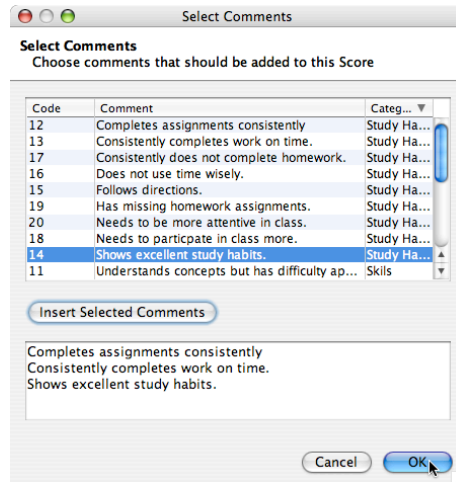 Select Comments
Select Comments
Choose comments that should be added to this Score
Code Comment Categ... ▼
12 Completes assignments consistently Study Ha...
13 Consistently completes work on time. Study Ha...
17 Consistently does not complete homework. Study Ha...
16 Does not use time wisely. Study Ha...
15 Follows directions. Study Ha...
19 Has missing homework assignments. Study Ha...
20 Needs to be more attentive in class. Study Ha...
18 Needs to particpate in class more. Study Ha...
14 Shows excellent study habits. Study Ha...
11 Understands concepts but has difficulty ap... Skils
Insert Selected Comments
Completes assignments consistently
Consistently completes work on time.
Shows excellent study habits.
Cancel OK